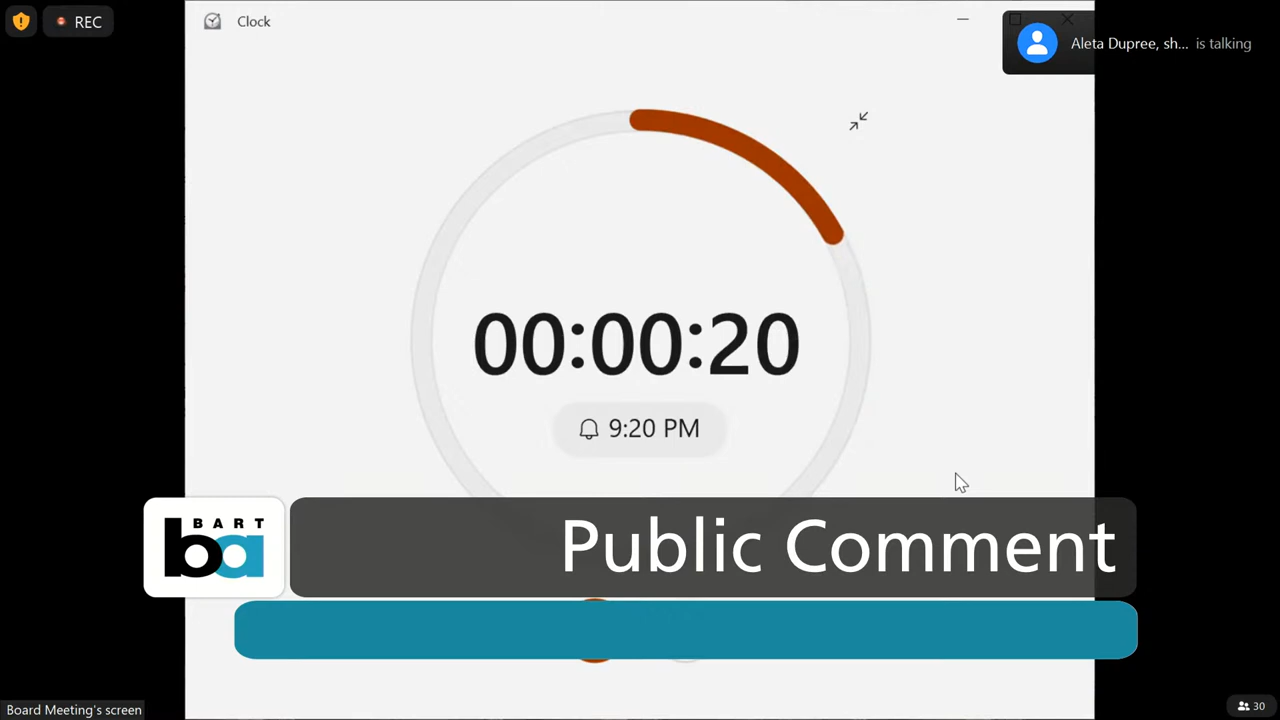 REC
Clock
Aleta Dupree, sh... is talking
00:00:20
9:20 PM
BART
ba
Public Comment
Board Meeting's screen
30